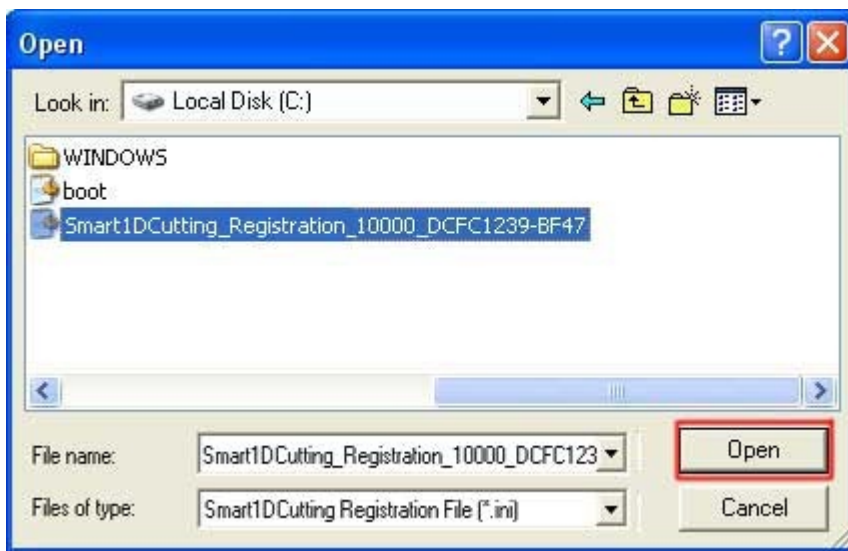 Open
Look in: Local Disk (C:)
WINDOWS
boot
Smart1DCutting_Registration_10000_DCFC1239-BF47
File name: Smart1DCutting_Registration_10000_DCFC123 Open
Files of type: Smart1DCutting Registration File (*.ini) Cancel